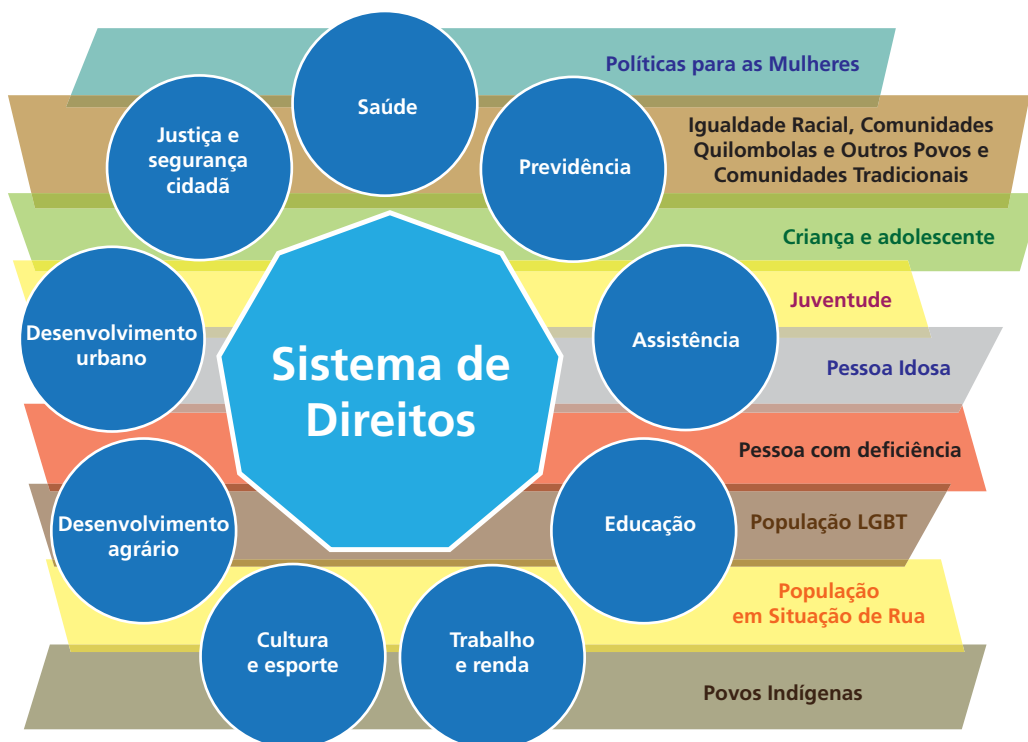 Políticas para as Mulheres
Saúde
Justiça e
segurança
cidadã
Previdência
Igualdade Racial, Comunidades
Quilombolas e Outros Povos e
Comunidades Tradicionais
Criança e adolescente
Juventude
Desenvolvimento
urbano
Assistência
Sistema de
Direitos
Pessoa Idosa
Pessoa com deficiência
Desenvolvimento
agrário
Educação
População LGBT
População
em Situação de Rua
Cultura
e esporte
Trabalho
e renda
Povos Indígenas